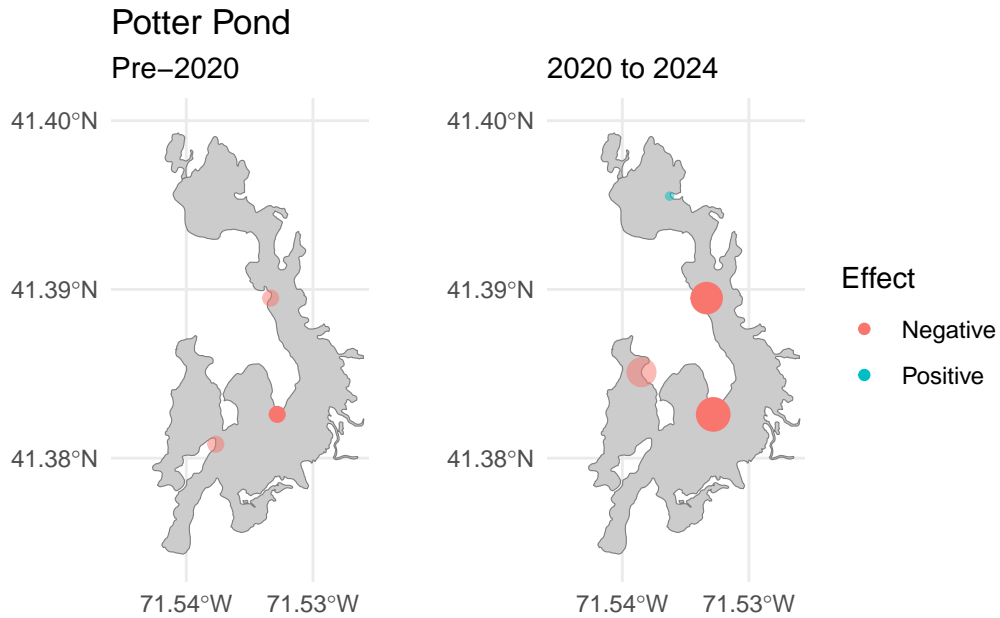 Potter Pond
Pre−2020
2020 to 2024
41.40°N
41.39°N
41.38°N
71.54°W
71.53°W
41.40°N
41.39°N
41.38°N
71.54°W
71.53°W
Effect
Negative
Positive